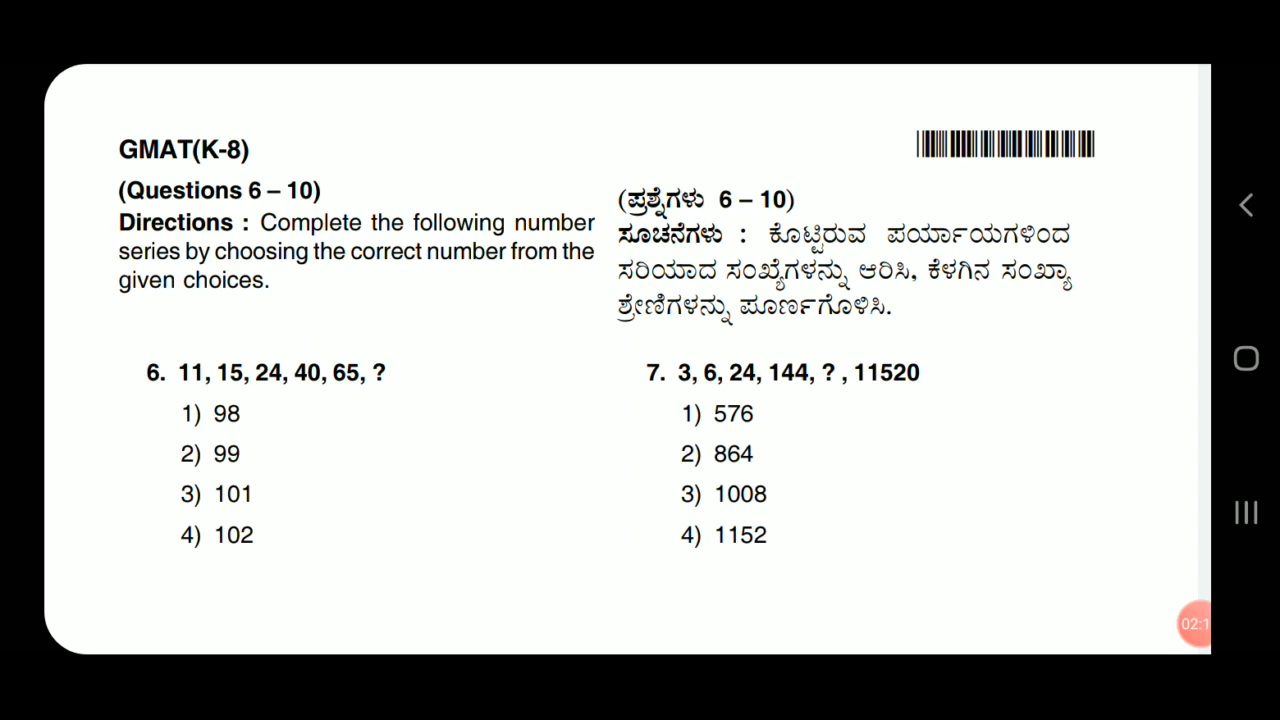 GMAT(K-8)
(Questions 6 – 10)
Directions : Complete the following number
series by choosing the correct number from the
given choices.
(ಪ್ರಶ್ನೆಗಳು 6 – 10)
ಸೂಚನೆಗಳು : ಕೊಟ್ಟಿರುವ ಪರ್ಯಾಯಗಳಿಂದ
ಸರಿಯಾದ ಸಂಖ್ಯೆಗಳನ್ನು ಆರಿಸಿ, ಕೆಳಗಿನ ಸಂಖ್ಯಾ
ಶ್ರೇಣಿಗಳನ್ನು ಪೂರ್ಣಗೊಳಿಸಿ.
6. 11, 15, 24, 40, 65, ?
1) 98
2) 99
3) 101
4) 102
7. 3, 6, 24, 144, ? , 11520
1) 576
2) 864
3) 1008
4) 1152